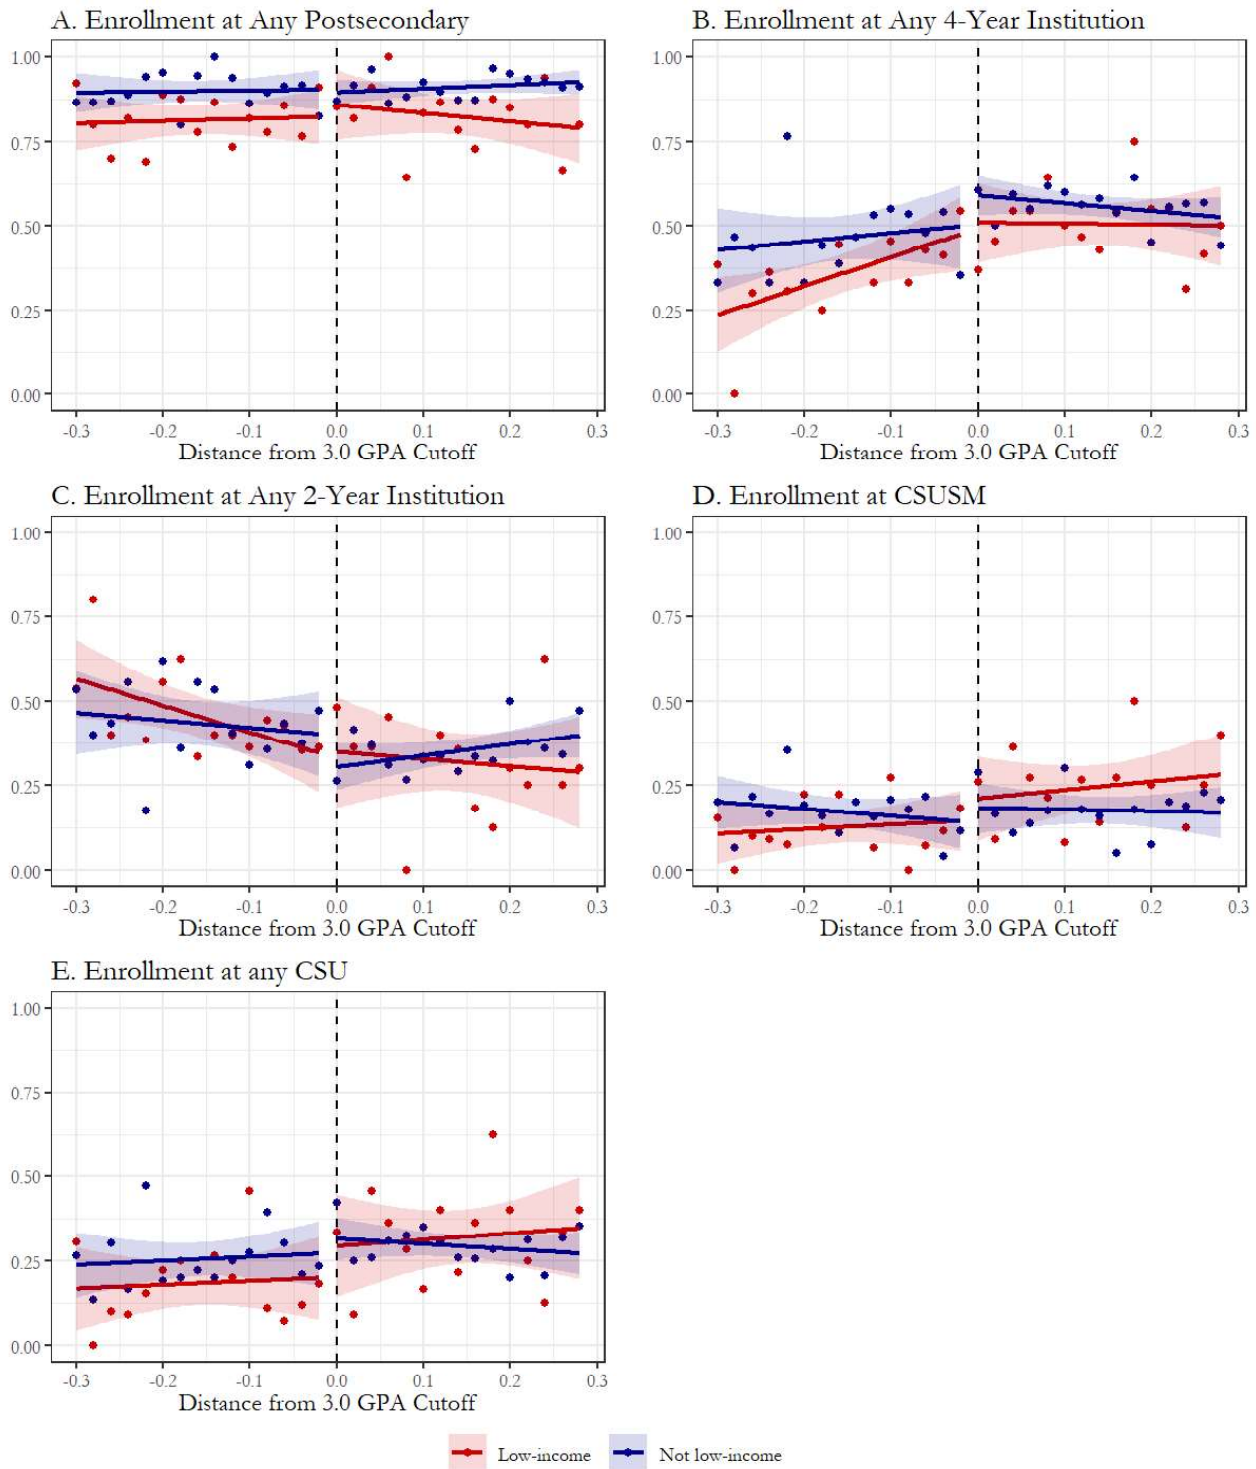 A. Enrollment at Any Postsecondary
1.00
0.75
0.50
0.25
0.00
-0.3 -0.2 -0.1 0.0 0.1 0.2 0.3
Distance from 3.0 GPA Cutoff
B. Enrollment at Any 4-Year Institution
1.00
0.75
0.50
0.25
0.00
-0.3 -0.2 -0.1 0.0 0.1 0.2 0.3
Distance from 3.0 GPA Cutoff
C. Enrollment at Any 2-Year Institution
1.00
0.75
0.50
0.25
0.00
-0.3 -0.2 -0.1 0.0 0.1 0.2 0.3
Distance from 3.0 GPA Cutoff
D. Enrollment at CSUSM
1.00
0.75
0.50
0.25
0.00
-0.3 -0.2 -0.1 0.0 0.1 0.2 0.3
Distance from 3.0 GPA Cutoff
E. Enrollment at any CSU
1.00
0.75
0.50
0.25
0.00
-0.3 -0.2 -0.1 0.0 0.1 0.2 0.3
Distance from 3.0 GPA Cutoff
Low-income Not low-income